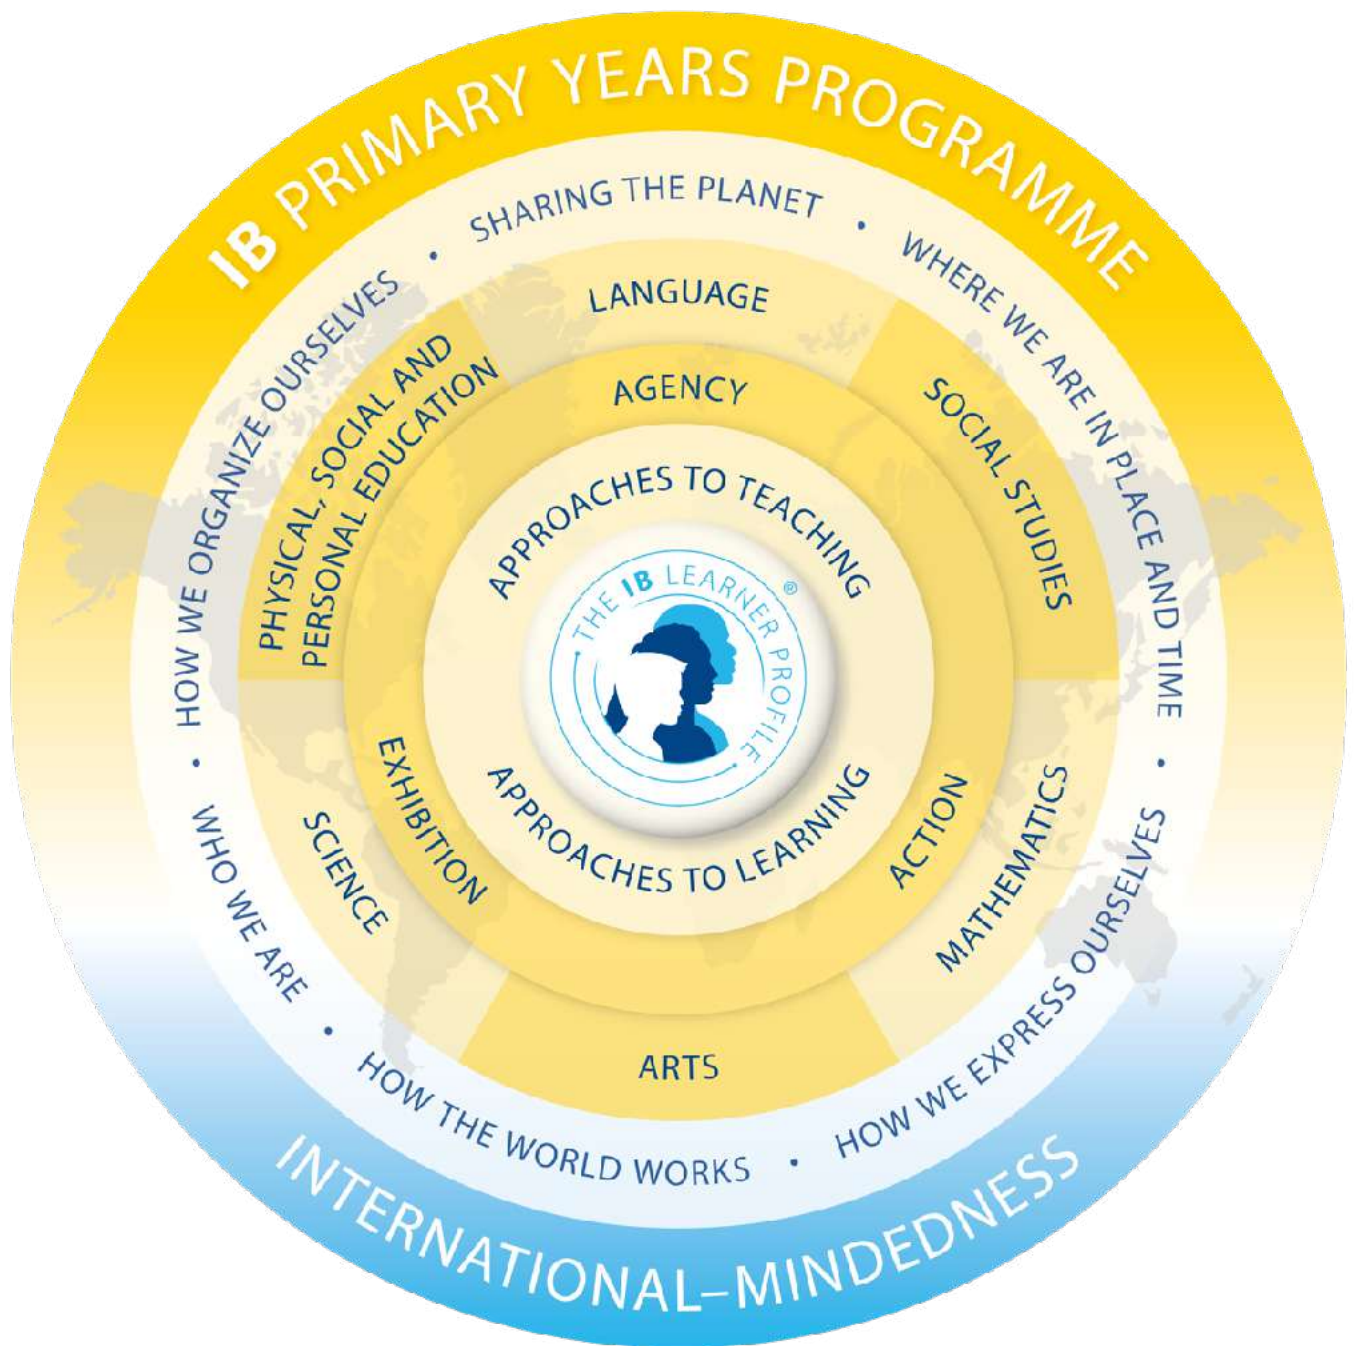 IB PRIMARY YEARS PROGRAMME
SHARING THE PLANET
•
WHERE WE ARE IN PLACE AND TIME
•
HOW WE EXPRESS OURSELVES
•
HOW THE WORLD WORKS
•
WHO WE ARE
•
HOW WE ORGANIZE OURSELVES
•
LANGUAGE
SOCIAL STUDIES
MATHEMATICS
ARTS
SCIENCE
PHYSICAL, SOCIAL AND
PERSONAL EDUCATION
AGENCY
ACTION
EXHIBITION
APPROACHES TO TEACHING
THE IB LEARNER PROFILE®
APPROACHES TO LEARNING
INTERNATIONAL–MINDEDNESS